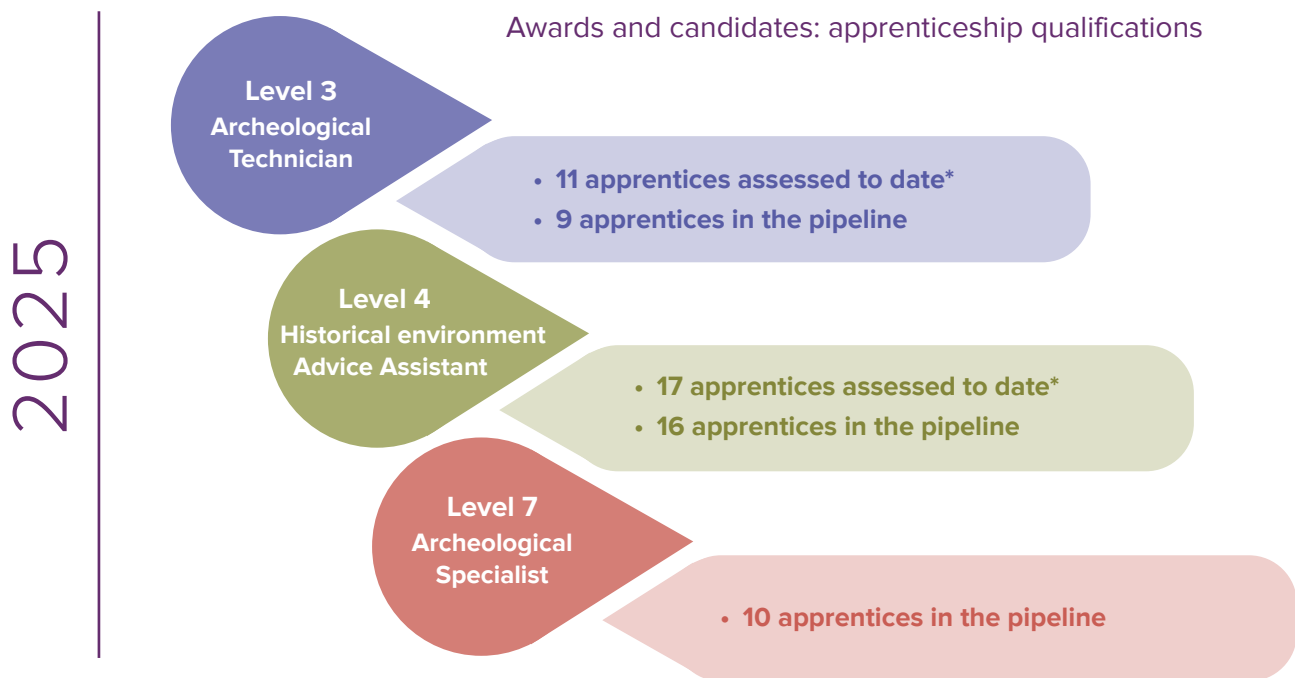 2025
Awards and candidates: apprenticeship qualifications
Level 3
Archeological
Technician
• 11 apprentices assessed to date*
• 9 apprentices in the pipeline
Level 4
Historical environment
Advice Assistant
• 17 apprentices assessed to date*
• 16 apprentices in the pipeline
Level 7
Archeological
Specialist
• 10 apprentices in the pipeline